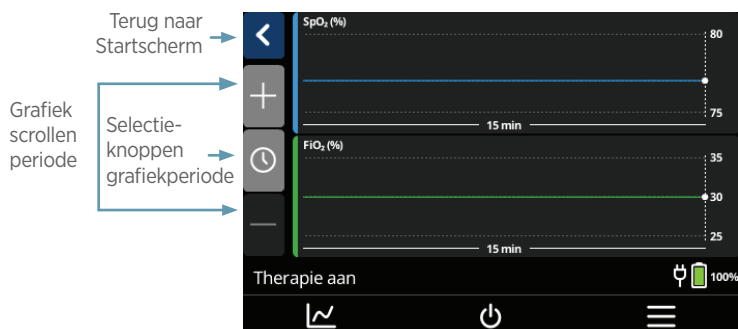 Terug naar
Startscherm
Grafiek
scrollen
periode
Selectie-
knoppen
grafiekperiode
SpO₂ (%)
80
75
15 min
FiO₂ (%)
35
30
25
15 min
Therapie aan
100%